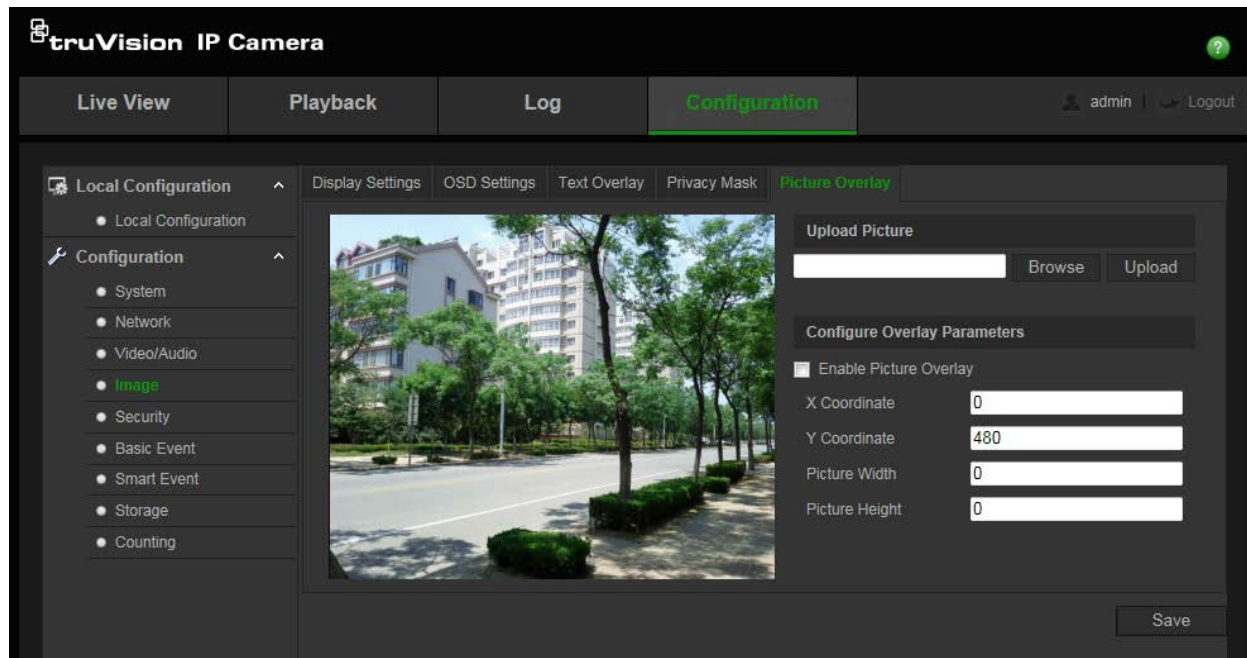 truVision IP Camera
?
Live View Playback Log Configuration admin | Logout
Local Configuration
Local Configuration
Configuration
System
Network
Video/Audio
Image
Security
Basic Event
Smart Event
Storage
Counting
Display Settings OSD Settings Text Overlay Privacy Mask Picture Overlay
Upload Picture
Browse Upload
Configure Overlay Parameters
Enable Picture Overlay
X Coordinate 0
Y Coordinate 480
Picture Width 0
Picture Height 0
Save